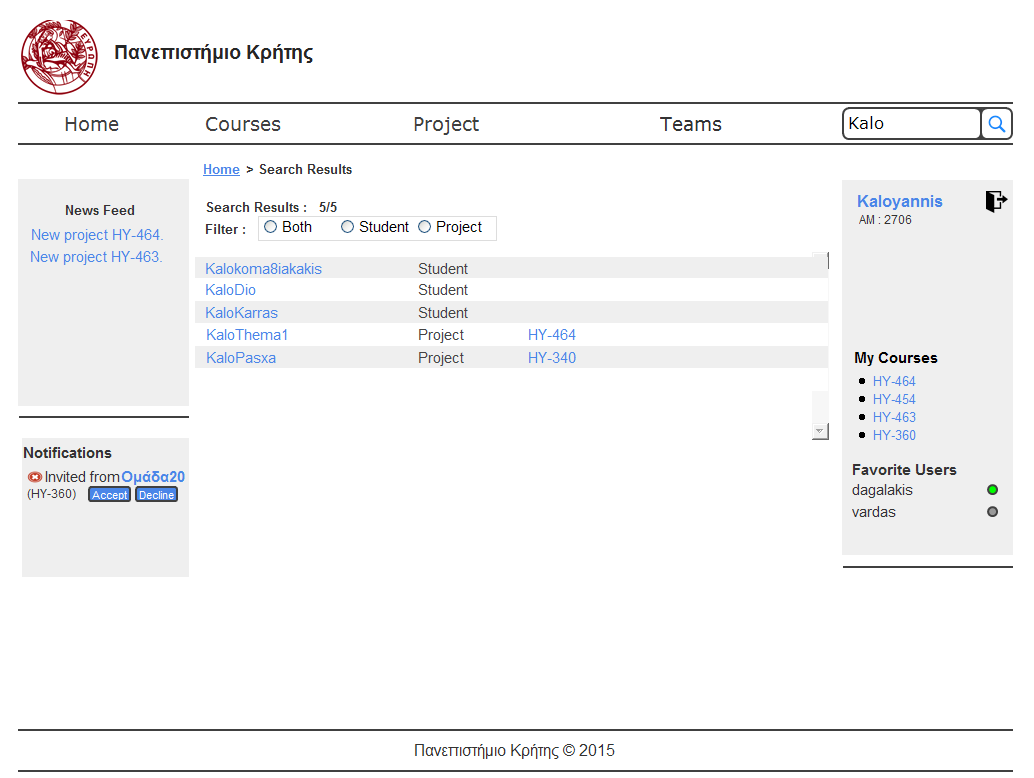 ΕΥΡΩΠΗ
Πανεπιστήμιο Κρήτης
Home Courses Project Teams Kalo
Home > Search Results
News Feed
New project HY-464.
New project HY-463.
Search Results : 5/5
Filter : Both Student Project
Kalokoma8iakakis Student
KaloDio Student
KaloKarras Student
KaloThema1 Project HY-464
KaloPasxa Project HY-340
Kaloyannis
AM : 2706
My Courses
HY-464
HY-454
HY-463
HY-360
Favorite Users
dagalakis
vardas
Notifications
Invited from Ομάδα20
(HY-360) Accept Decline
Πανεπιστήμιο Κρήτης © 2015